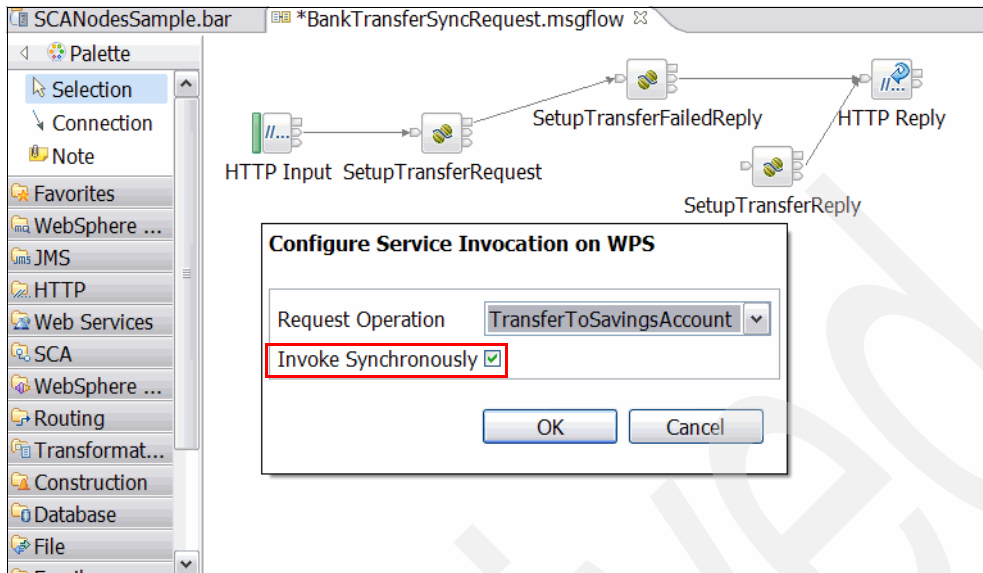 SCANodesSample.bar
*BankTransferSyncRequest.msgflow
Palette
Selection
Connection
Note
Favorites
WebSphere ...
JMS
HTTP
Web Services
SCA
WebSphere ...
Routing
Transformat...
Construction
Database
File
HTTP Input
SetupTransferRequest
SetupTransferFailedReply
HTTP Reply
SetupTransferReply
Configure Service Invocation on WPS
Request Operation
TransferToSavingsAccount
Invoke Synchronously
OK
Cancel